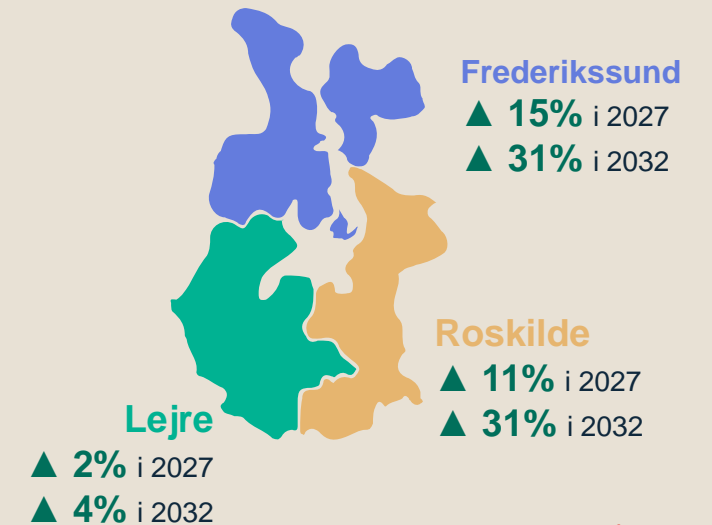 Frederikssund
▲ 15% i 2027
▲ 31% i 2032
Roskilde
▲ 11% i 2027
▲ 31% i 2032
Lejre
▲ 2% i 2027
▲ 4% i 2032